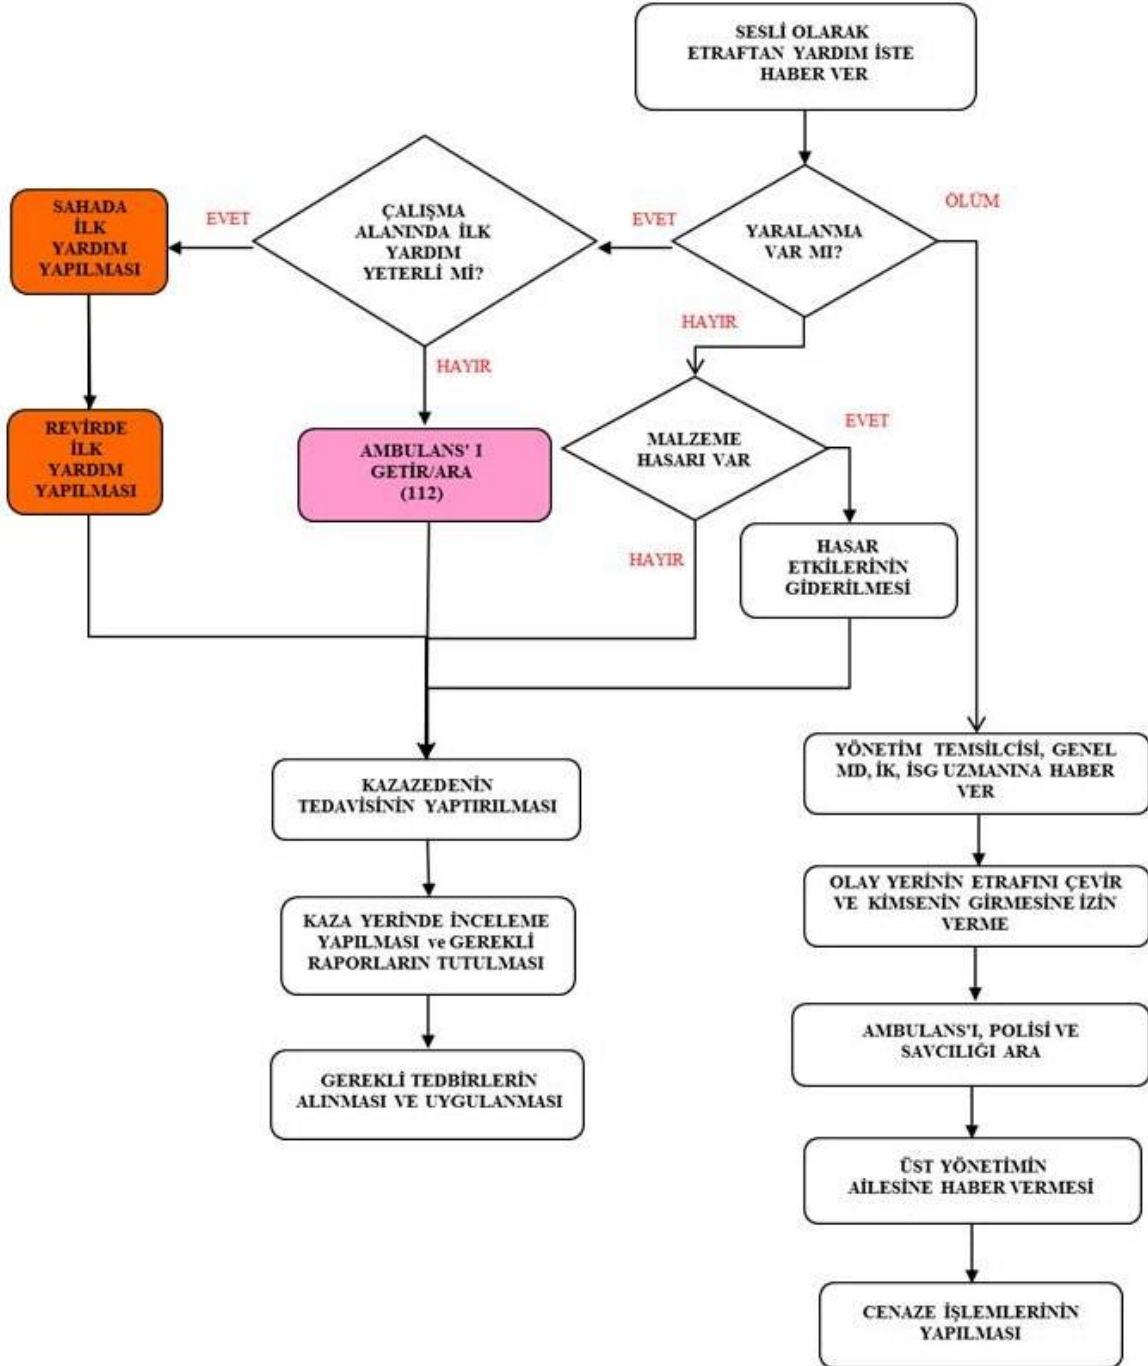 SESLİ OLARAK
ETRAFTAN YARDIM İSTE
HABER VER
ÖLÜM
YARALANMA
VAR MI?
EVET
ÇALIŞMA
ALANINDA İLK
YARDIM
YETERLİ Mİ?
EVET
SAHADA
İLK
YARDIM
YAPILMASI
HAYIR
HAYIR
REVİRDE
İLK
YARDIM
YAPILMASI
AMBULANS' I
GETİR/ARA
(112)
MALZEME
HASARI VAR
EVET
HAYIR
HASAR
ETKİLERİNİN
GİDERİLMESİ
KAZAZEDENİN
TEDAVİSİNİN YAPTIRILMASI
KAZA YERİNDE İNCELEME
YAPILMASI ve GEREKLİ
RAPORLARIN TUTULMASI
GEREKLİ TEDBİRLERİN
ALINMASI VE UYGULANMASI
YÖNETİM TEMSİLCİSİ, GENEL
MD, İK, İSG UZMANINA HABER
VER
OLAY YERİNİN ETRAFINI ÇEVİR
VE KİMSENİN GİRMESİNE İZİN
VERME
AMBULANS'I, POLİSİ VE
SAVCILIĞI ARA
ÜST YÖNETİMİN
AİLESİNE HABER VERMESİ
CENAZE İŞLEMLERİNİN
YAPILMASI